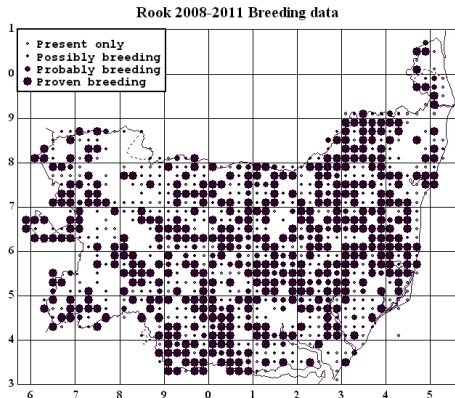 Rook 2008-2011 Breeding data
Present only
Possibly breeding
Probably breeding
Proven breeding
1
0
9
8
7
6
5
4
3
6 7 8 9 0 1 2 3 4 5